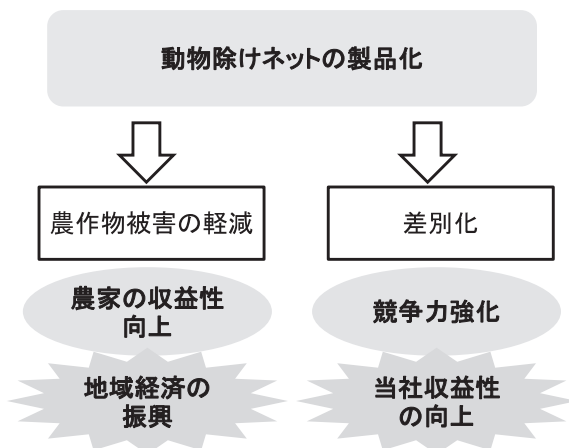 動物除けネットの製品化
農作物被害の軽減
農家の収益性
向上
地域経済の
振興
差別化
競争力強化
当社収益性
の向上